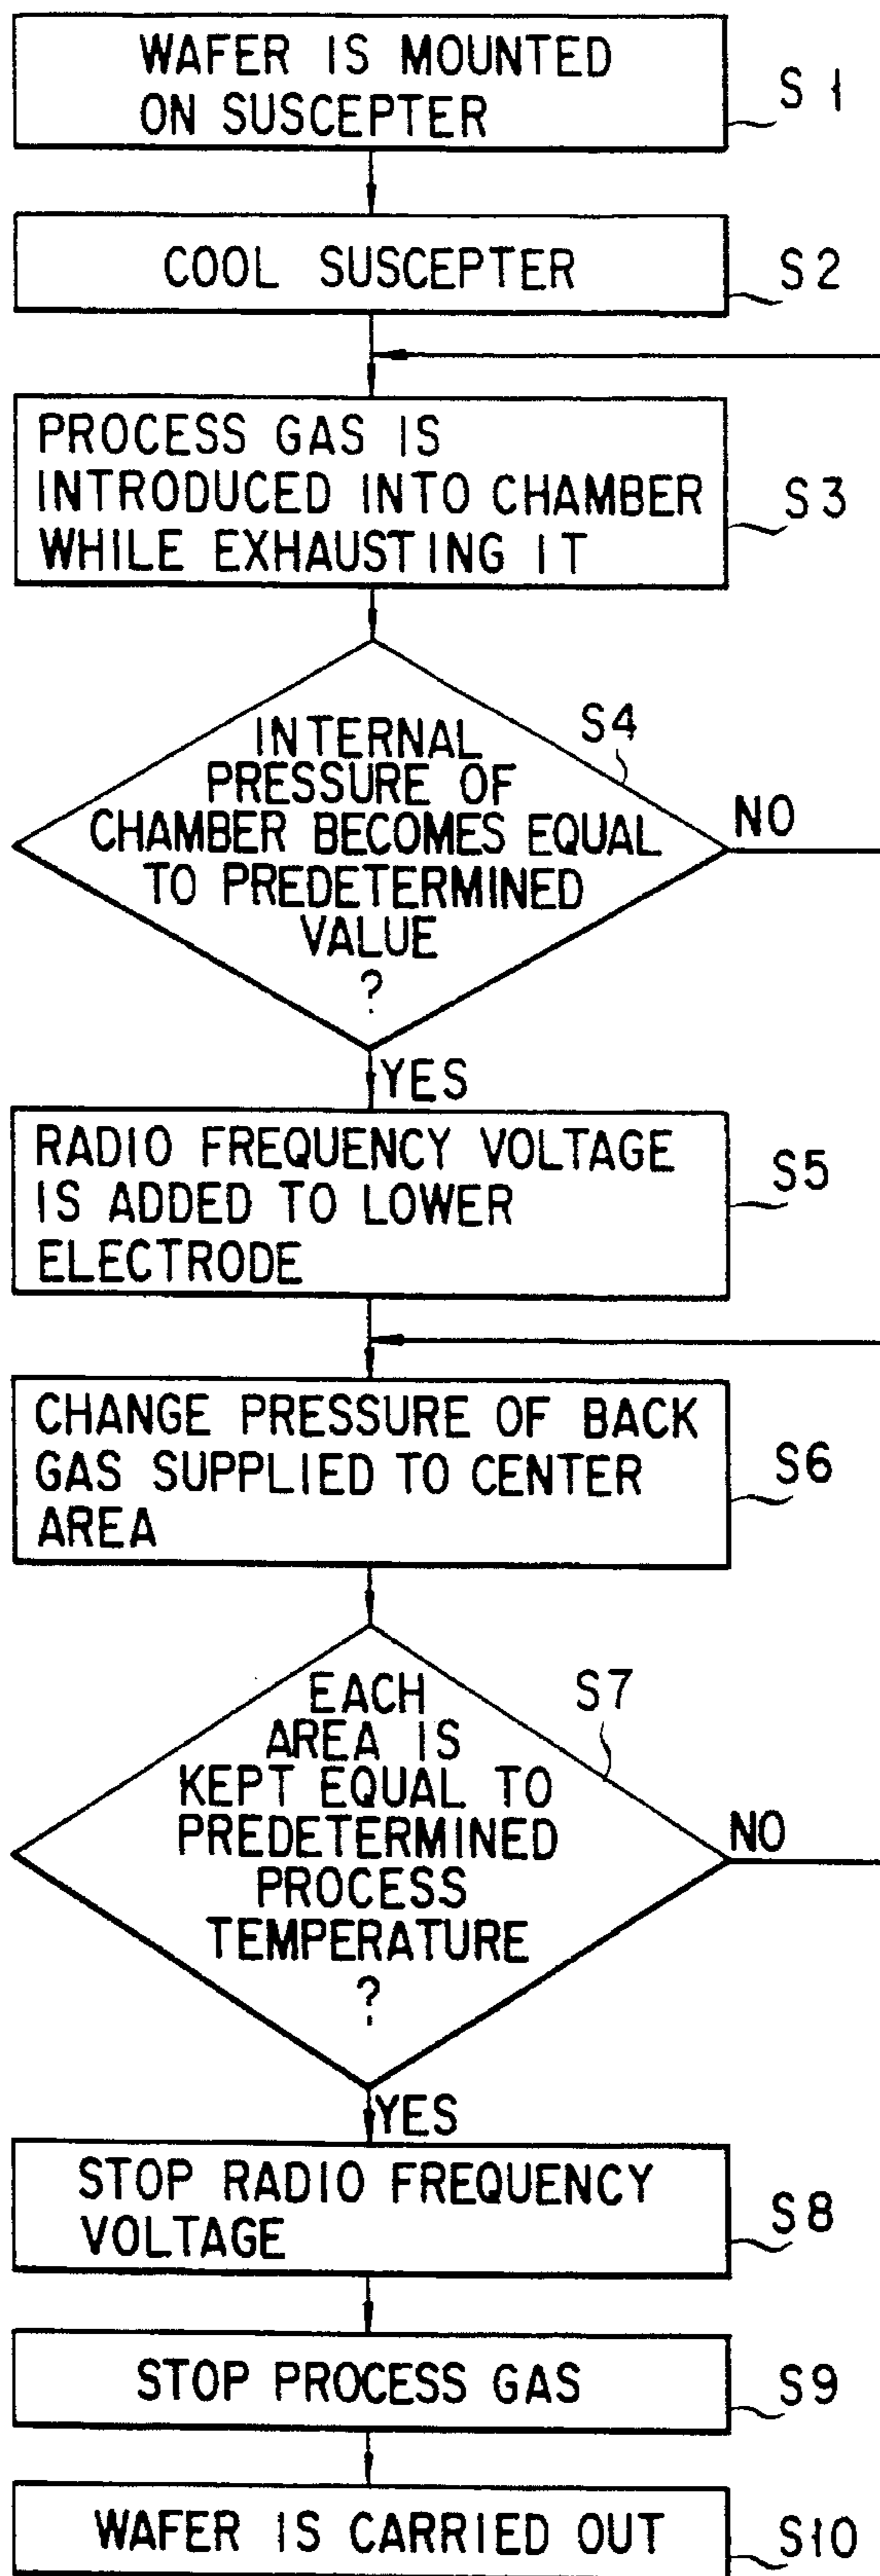 WAFER IS MOUNTED
ON SUSCEPTER
S1
COOL SUSCEPTER
S2
PROCESS GAS IS
INTRODUCED INTO CHAMBER
WHILE EXHAUSTING IT
S3
S4
INTERNAL
PRESSURE OF
CHAMBER BECOMES EQUAL
TO PREDETERMINED
VALUE
?
NO
YES
RADIO FREQUENCY VOLTAGE
IS ADDED TO LOWER
ELECTRODE
S5
CHANGE PRESSURE OF BACK
GAS SUPPLIED TO CENTER
AREA
S6
S7
EACH
AREA IS
KEPT EQUAL TO
PREDETERMINED
PROCESS
TEMPERATURE
?
NO
YES
STOP RADIO FREQUENCY
VOLTAGE
S8
STOP PROCESS GAS
S9
WAFER IS CARRIED OUT
S10